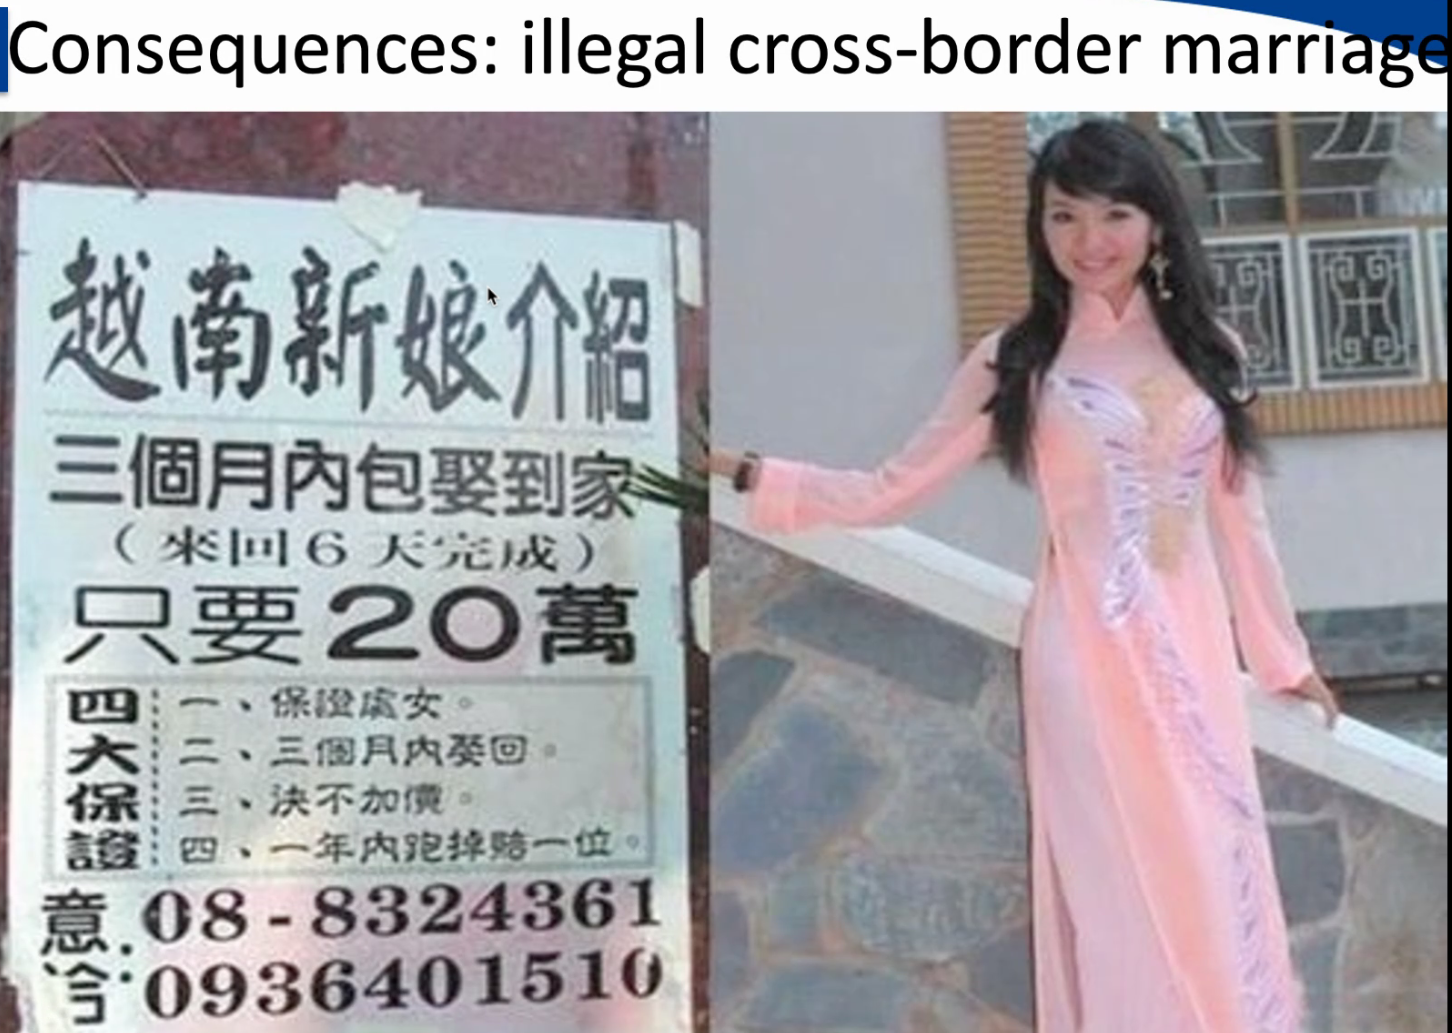 Consequences: illegal cross-border marriage
越南新娘介紹
三個月內包娶到家
（來回6天完成）
只要20萬
四大保證
一、保證處女。
二、三個月內娶回。
三、決不加價。
四、一年內跑掉賠一位。
意洽：08-8324361
0936401510